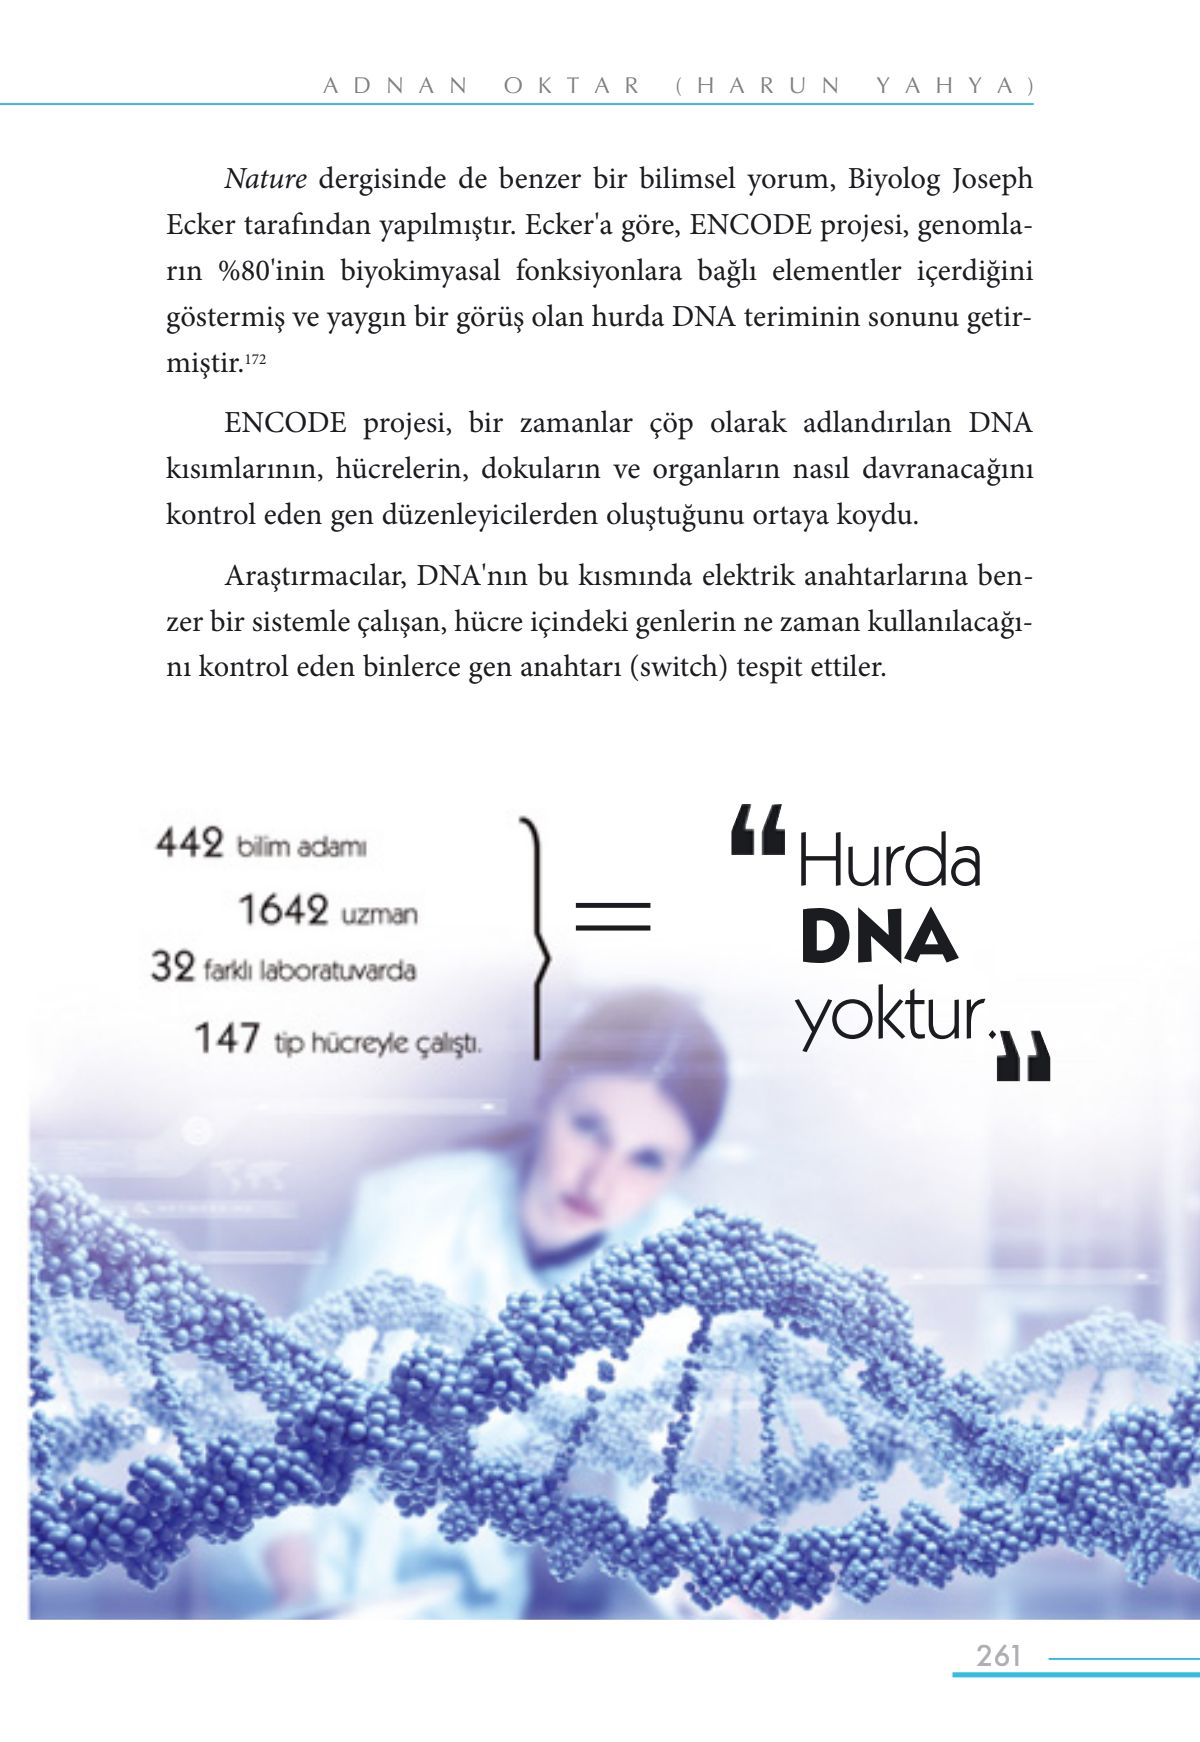 ADNAN OKTAR (HARUN YAHYA)
Nature dergisinde de benzer bir bilimsel yorum, Biyolog Joseph
Ecker tarafından yapılmıştır. Ecker'a göre, ENCODE projesi, genomla-
rın %80'inin biyokimyasal fonksiyonlara bağlı elementler içerdiğini
göstermiş ve yaygın bir görüş olan hurda DNA teriminin sonunu getir-
miştir.172
ENCODE projesi, bir zamanlar çöp olarak adlandırılan DNA
kısımlarının, hücrelerin, dokuların ve organların nasıl davranacağını
kontrol eden gen düzenleyicilerden oluştuğunu ortaya koydu.
Araştırmacılar, DNA'nın bu kısmında elektrik anahtarlarına ben-
zer bir sistemle çalışan, hücre içindeki genlerin ne zaman kullanılacağı-
nı kontrol eden binlerce gen anahtarı (switch) tespit ettiler.
442 bilim adamı
1642 uzman
32 farklı laboratuvarda
147 tip hücreyle çalıştı.
=
“Hurda
DNA
yoktur.”
261